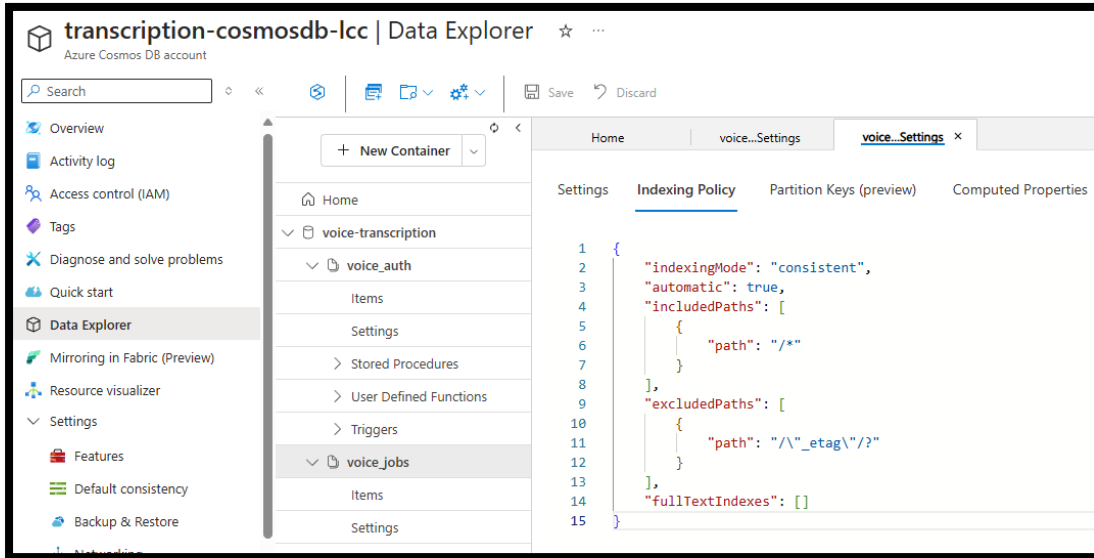 transcription-cosmosdb-lcc | Data Explorer
Azure Cosmos DB account
Search
Save
Discard
Overview
Activity log
Access control (IAM)
Tags
Diagnose and solve problems
Quick start
Data Explorer
Mirroring in Fabric (Preview)
Resource visualizer
Settings
Features
Default consistency
Backup & Restore
Networking
+ New Container
Home
voice-transcription
voice_auth
Items
Settings
Stored Procedures
User Defined Functions
Triggers
voice_jobs
Items
Settings
Home
voice...Settings
voice...Settings
Settings
Indexing Policy
Partition Keys (preview)
Computed Properties
1 {
2 "indexingMode": "consistent",
3 "automatic": true,
4 "includedPaths": [
5 {
6 "path": "/*"
7 }
8 ],
9 "excludedPaths": [
10 {
11 "path": "/\"_etag\"/?"
12 }
13 ],
14 "fullTextIndexes": []
15 }